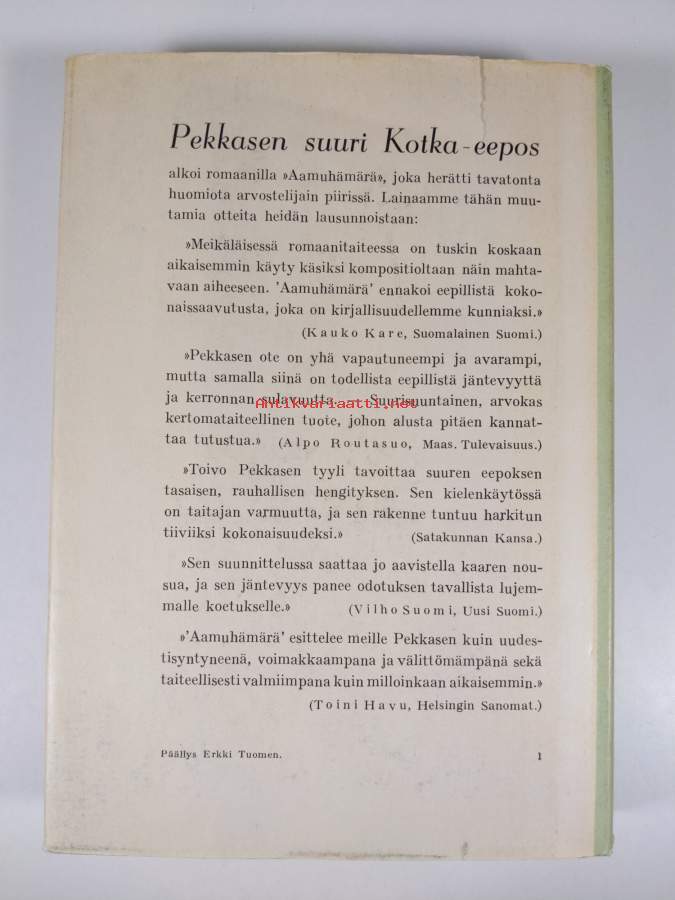 Pekkasen suuri Kotka-eepos
alkoi romaanilla »Aamuhämärä», joka herätti tavatonta
huomiota arvostelijain piirissä. Lainaamme tähän muu-
tamia otteita heidän lausunnoistaan:
»Meikäläisessä romaanitaiteessa on tuskin koskaan
aikaisemmin käyty käsiksi kompositioltaan näin mahta-
vaan aiheeseen. 'Aamuhämärä' ennakoi eepillistä koko-
naissaavutusta, joka on kirjallisuudellemme kunniaksi.»
(Kauko Kare, Suomalainen Suomi.)
»Pekkasen ote on yhä vapautuneempi ja avarampi,
mutta samalla siinä on todellista eepillistä jäntevyyttä
ja kerronnan sulavuutta. — Suurisuuntainen, arvokas
Antikvariaatti.net
kertomataiteellinen tuote, johon alusta pitäen kannat-
taa tutustua.» (Alpo Routasuo, Maas. Tulevaisuus.)
»Toivo Pekkasen tyyli tavoittaa suuren eepoksen
tasaisen, rauhallisen hengityksen. Sen kielenkäytössä
on taitajan varmuutta, ja sen rakenne tuntuu harkitun
tiiviiksi kokonaisuudeksi.» (Satakunnan Kansa.)
»Sen suunnittelussa saattaa jo aavistella kaaren nou-
sua, ja sen jäntevyys panee odotuksen tavallista lujem-
malle koetukselle.» (Vilho Suomi, Uusi Suomi.)
»'Aamuhämärä' esittelee meille Pekkasen kuin uudes-
tisyntyneenä, voimakkaampana ja välittömämpänä sekä
taiteellisesti valmiimpana kuin milloinkaan aikaisemmin.»
(Toini Havu, Helsingin Sanomat.)
Päällys Erkki Tuomen. 1